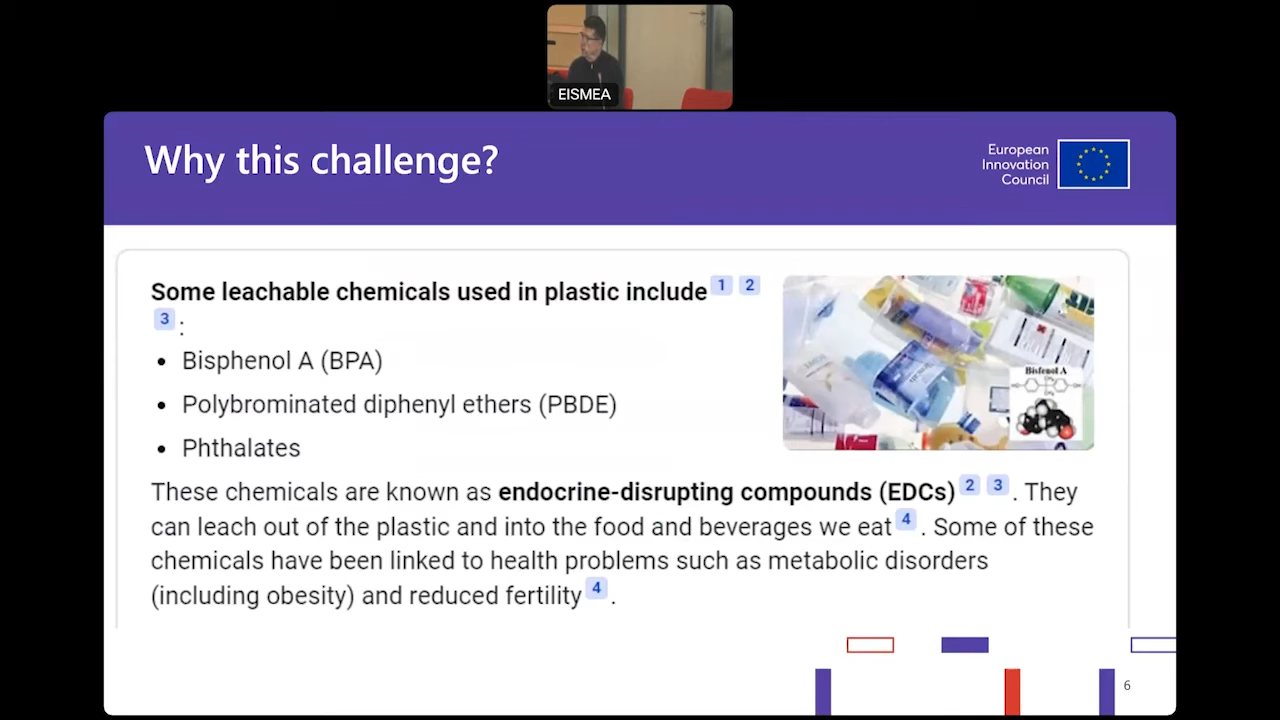 EISMEA
Why this challenge?
European
Innovation
Council
Some leachable chemicals used in plastic include 1 2
3 :
• Bisphenol A (BPA)
• Polybrominated diphenyl ethers (PBDE)
• Phthalates
Bisfenol A
These chemicals are known as endocrine-disrupting compounds (EDCs) 2 3 . They
can leach out of the plastic and into the food and beverages we eat 4 . Some of these
chemicals have been linked to health problems such as metabolic disorders
(including obesity) and reduced fertility 4 .
6